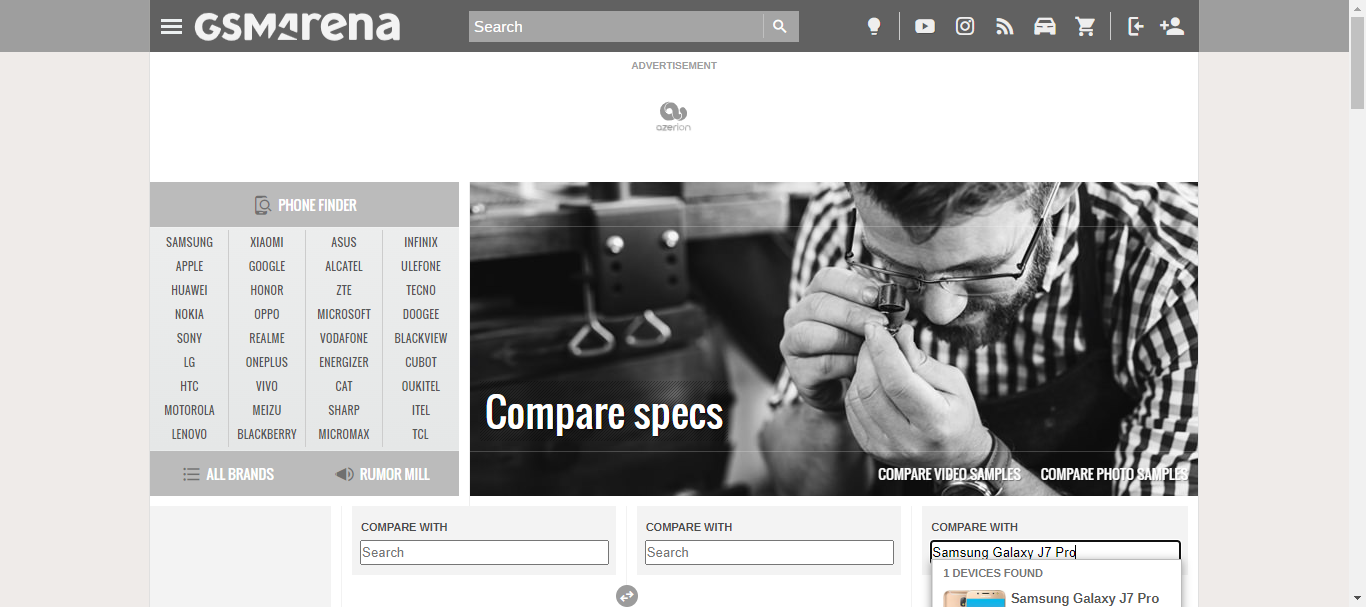 GSMArena
Search
ADVERTISEMENT
azerion
PHONE FINDER
SAMSUNG XIAOMI ASUS INFINIX
APPLE GOOGLE ALCATEL ULEFONE
HUAWEI HONOR ZTE TECNO
NOKIA OPPO MICROSOFT DOOGEE
SONY REALME VODAFONE BLACKVIEW
LG ONEPLUS ENERGIZER CUBOT
HTC VIVO CAT OUKITEL
MOTOROLA MEIZU SHARP ITEL
LENOVO BLACKBERRY MICROMAX TCL
ALL BRANDS RUMOR MILL
Compare specs
COMPARE VIDEO SAMPLES COMPARE PHOTO SAMPLES
COMPARE WITH
Search
COMPARE WITH
Search
COMPARE WITH
Samsung Galaxy J7 Pro
1 DEVICES FOUND
Samsung Galaxy J7 Pro